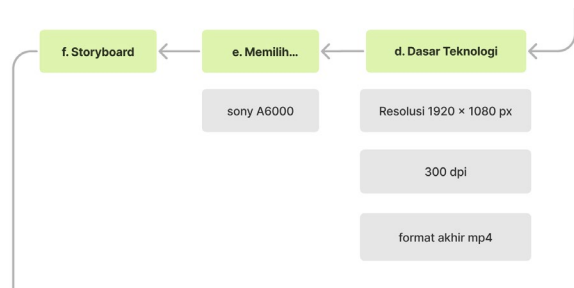 f. Storyboard
e. Memilih...
d. Dasar Teknologi
sony A6000
Resolusi 1920 × 1080 px
300 dpi
format akhir mp4